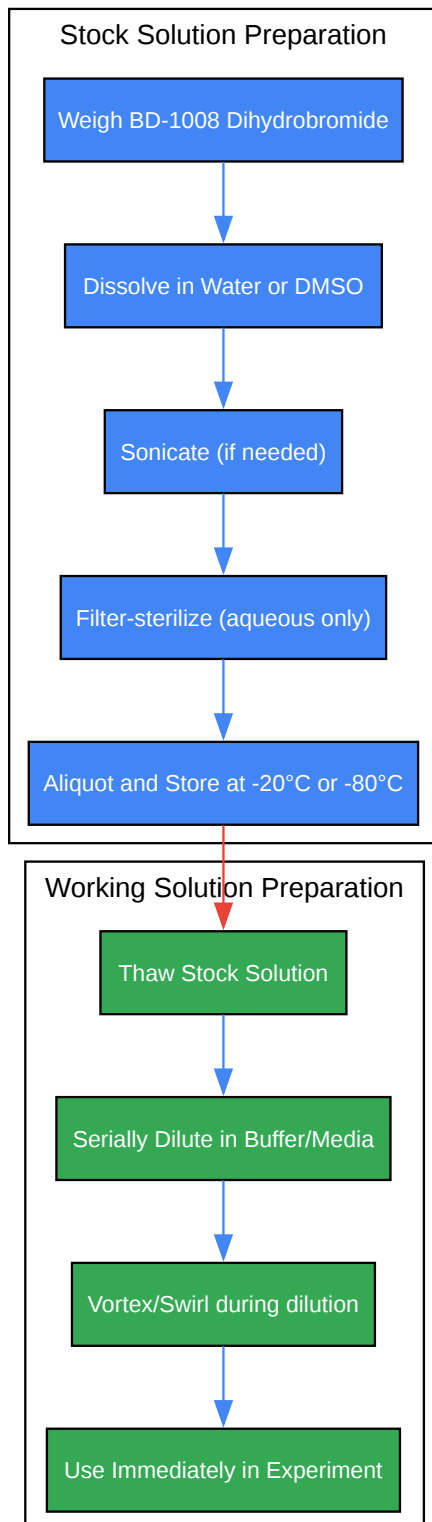 Stock Solution Preparation
Weigh BD-1008 Dihydrobromide
Dissolve in Water or DMSO
Sonicate (if needed)
Filter-sterilize (aqueous only)
Aliquot and Store at -20°C or -80°C
Working Solution Preparation
Thaw Stock Solution
Serially Dilute in Buffer/Media
Vortex/Swirl during dilution
Use Immediately in Experiment